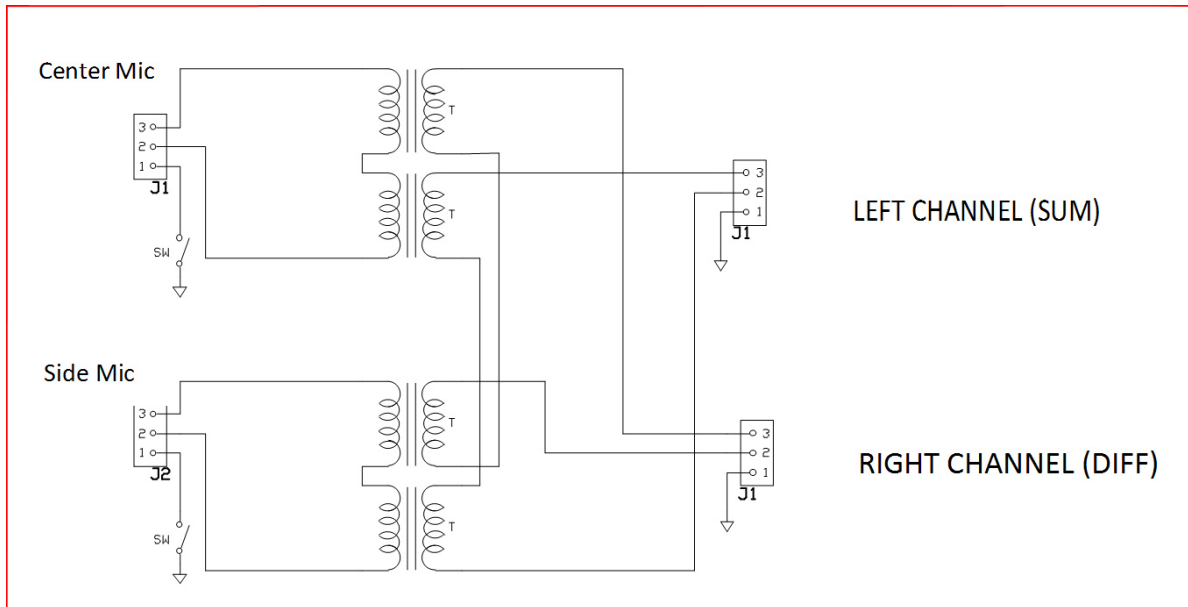 Center Mic
3
2
1
J1
SW
T
T
3
2
1
J1
LEFT CHANNEL (SUM)
Side Mic
3
2
1
J2
SW
T
T
3
2
1
J1
RIGHT CHANNEL (DIFF)